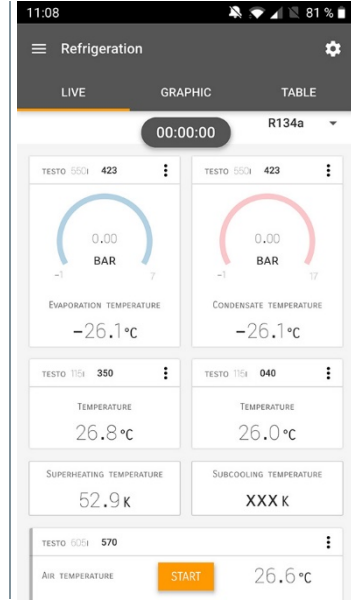 11:08 81 %
Refrigeration
LIVE GRAPHIC TABLE
00:00:00 R134a
TESTO 550i 423 TESTO 550i 423
0.00 0.00
BAR BAR
-1 7 -1 17
EVAPORATION TEMPERATURE CONDENSATE TEMPERATURE
-26.1°C -26.1°C
TESTO 115i 350 TESTO 115i 040
TEMPERATURE TEMPERATURE
26.8°C 26.0°C
SUPERHEATING TEMPERATURE SUBCOOLING TEMPERATURE
52.9 K XXX K
TESTO 605i 570
AIR TEMPERATURE START 26.6°C